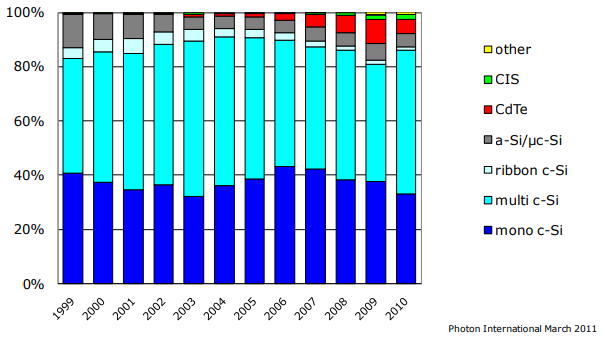 100%
80%
60%
40%
20%
0%
1999
2000
2001
2002
2003
2004
2005
2006
2007
2008
2009
2010
other
CIS
CdTe
a-Si/µc-Si
ribbon c-Si
multi c-Si
mono c-Si
Photon International March 2011